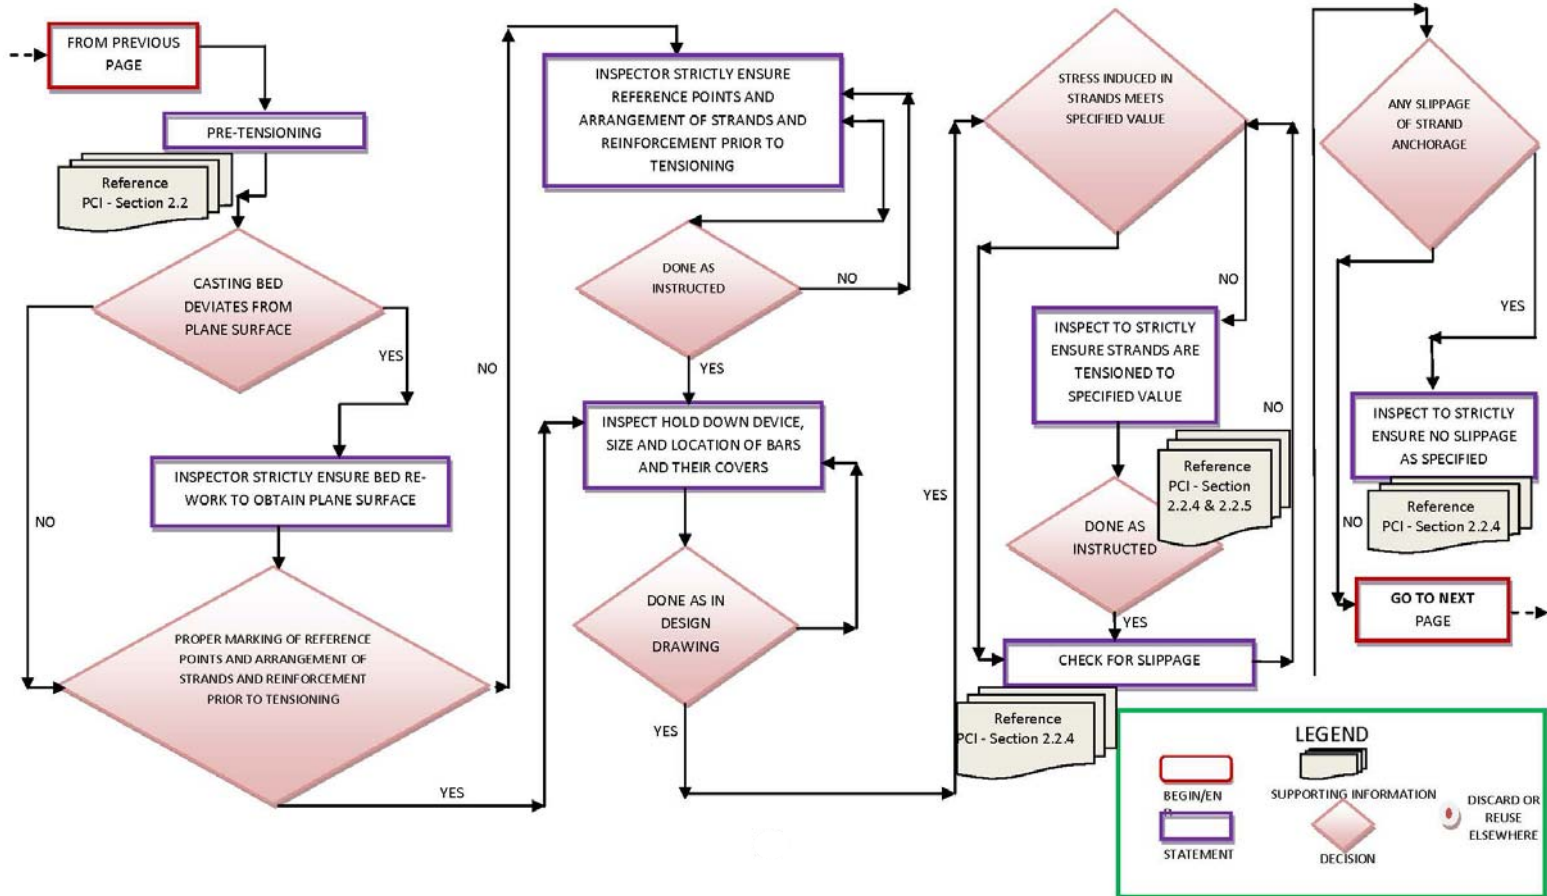 FROM PREVIOUS
PAGE
PRE-TENSIONING
Reference
PCI - Section 2.2
CASTING BED
DEVIATES FROM
PLANE SURFACE
YES
NO
INSPECTOR STRICTLY ENSURE BED RE-
WORK TO OBTAIN PLANE SURFACE
PROPER MARKING OF REFERENCE
POINTS AND ARRANGEMENT OF
STRANDS AND REINFORCEMENT
PRIOR TO TENSIONING
NO
YES
INSPECTOR STRICTLY ENSURE
REFERENCE POINTS AND
ARRANGEMENT OF STRANDS AND
REINFORCEMENT PRIOR TO
TENSIONING
DONE AS
INSTRUCTED
NO
YES
INSPECT HOLD DOWN DEVICE,
SIZE AND LOCATION OF BARS
AND THEIR COVERS
DONE AS IN
DESIGN
DRAWING
YES
YES
STRESS INDUCED IN
STRANDS MEETS
SPECIFIED VALUE
NO
INSPECT TO STRICTLY
ENSURE STRANDS ARE
TENSIONED TO
SPECIFIED VALUE
NO
Reference
PCI - Section
2.2.4 & 2.2.5
DONE AS
INSTRUCTED
YES
CHECK FOR SLIPPAGE
Reference
PCI - Section 2.2.4
ANY SLIPPAGE
OF STRAND
ANCHORAGE
YES
INSPECT TO STRICTLY
ENSURE NO SLIPPAGE
AS SPECIFIED
Reference
PCI - Section 2.2.4
NO
GO TO NEXT
PAGE
LEGEND
BEGIN/EN
SUPPORTING INFORMATION
STATEMENT
DECISION
DISCARD OR
REUSE
ELSEWHERE